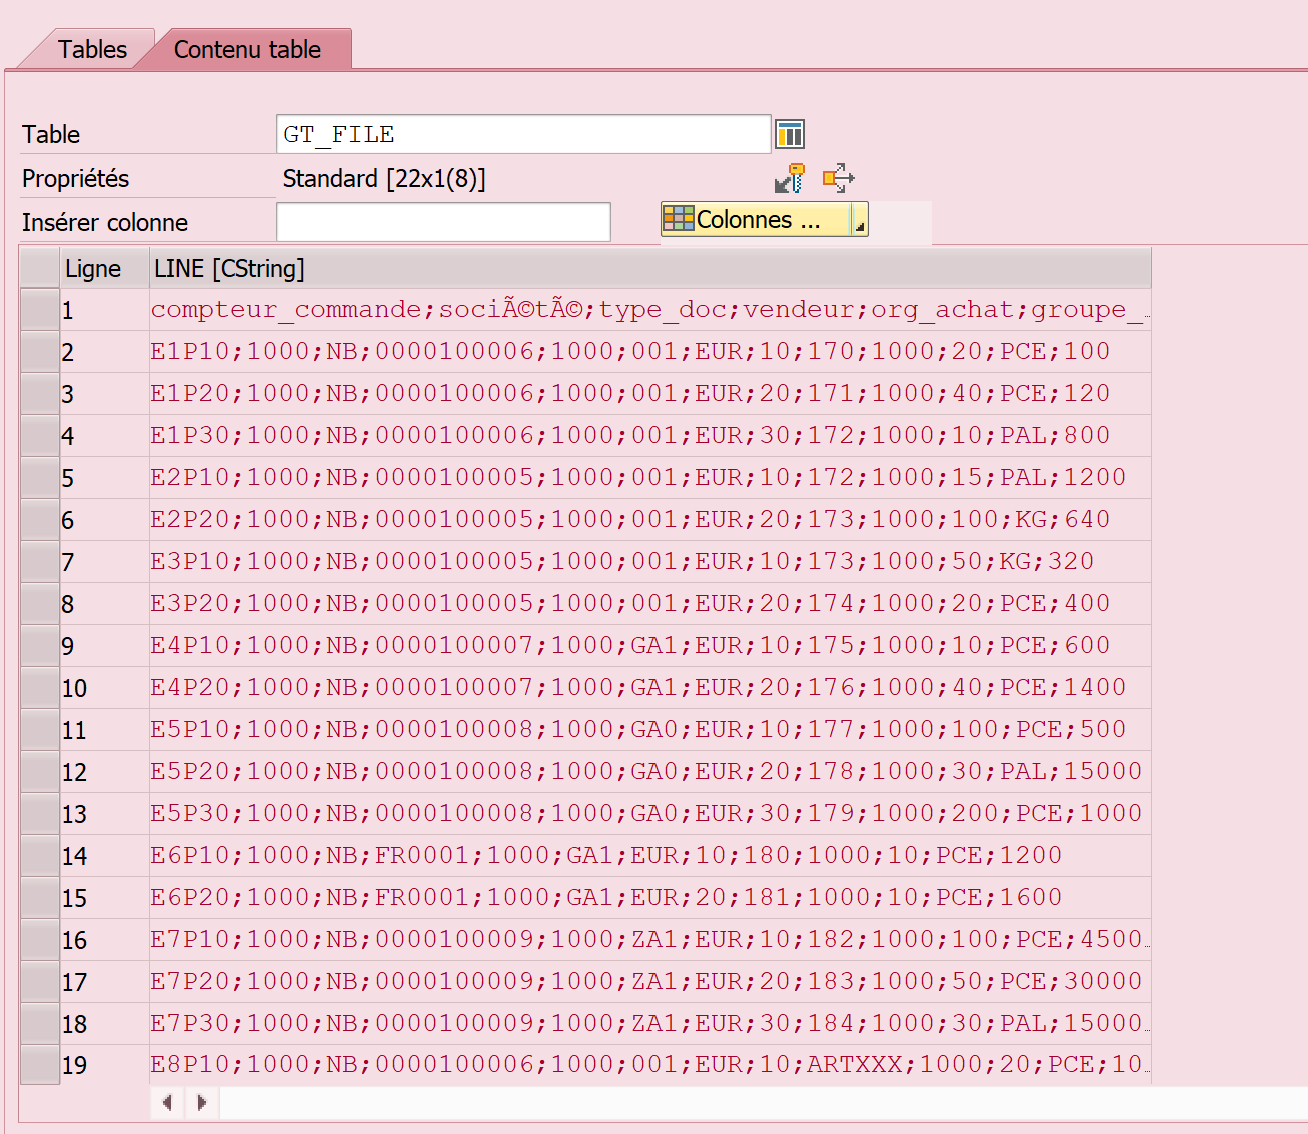 Tables Contenu table
Table GT_FILE
Propriétés Standard [22x1(8)]
Insérer colonne Colonnes ...
Ligne LINE [CString]
1 compteur_commande;sociÃ©tÃ©;type_doc;vendeur;org_achat;groupe_
2 E1P10;1000;NB;0000100006;1000;001;EUR;10;170;1000;20;PCE;100
3 E1P20;1000;NB;0000100006;1000;001;EUR;20;171;1000;40;PCE;120
4 E1P30;1000;NB;0000100006;1000;001;EUR;30;172;1000;10;PAL;800
5 E2P10;1000;NB;0000100005;1000;001;EUR;10;172;1000;15;PAL;1200
6 E2P20;1000;NB;0000100005;1000;001;EUR;20;173;1000;100;KG;640
7 E3P10;1000;NB;0000100005;1000;001;EUR;10;173;1000;50;KG;320
8 E3P20;1000;NB;0000100005;1000;001;EUR;20;174;1000;20;PCE;400
9 E4P10;1000;NB;0000100007;1000;GA1;EUR;10;175;1000;10;PCE;600
10 E4P20;1000;NB;0000100007;1000;GA1;EUR;20;176;1000;40;PCE;1400
11 E5P10;1000;NB;0000100008;1000;GA0;EUR;10;177;1000;100;PCE;500
12 E5P20;1000;NB;0000100008;1000;GA0;EUR;20;178;1000;30;PAL;15000
13 E5P30;1000;NB;0000100008;1000;GA0;EUR;30;179;1000;200;PCE;1000
14 E6P10;1000;NB;FR0001;1000;GA1;EUR;10;180;1000;10;PCE;1200
15 E6P20;1000;NB;FR0001;1000;GA1;EUR;20;181;1000;10;PCE;1600
16 E7P10;1000;NB;0000100009;1000;ZA1;EUR;10;182;1000;100;PCE;4500…
17 E7P20;1000;NB;0000100009;1000;ZA1;EUR;20;183;1000;50;PCE;30000
18 E7P30;1000;NB;0000100009;1000;ZA1;EUR;30;184;1000;30;PAL;15000…
19 E8P10;1000;NB;0000100006;1000;001;EUR;10;ARTXXX;1000;20;PCE;10…